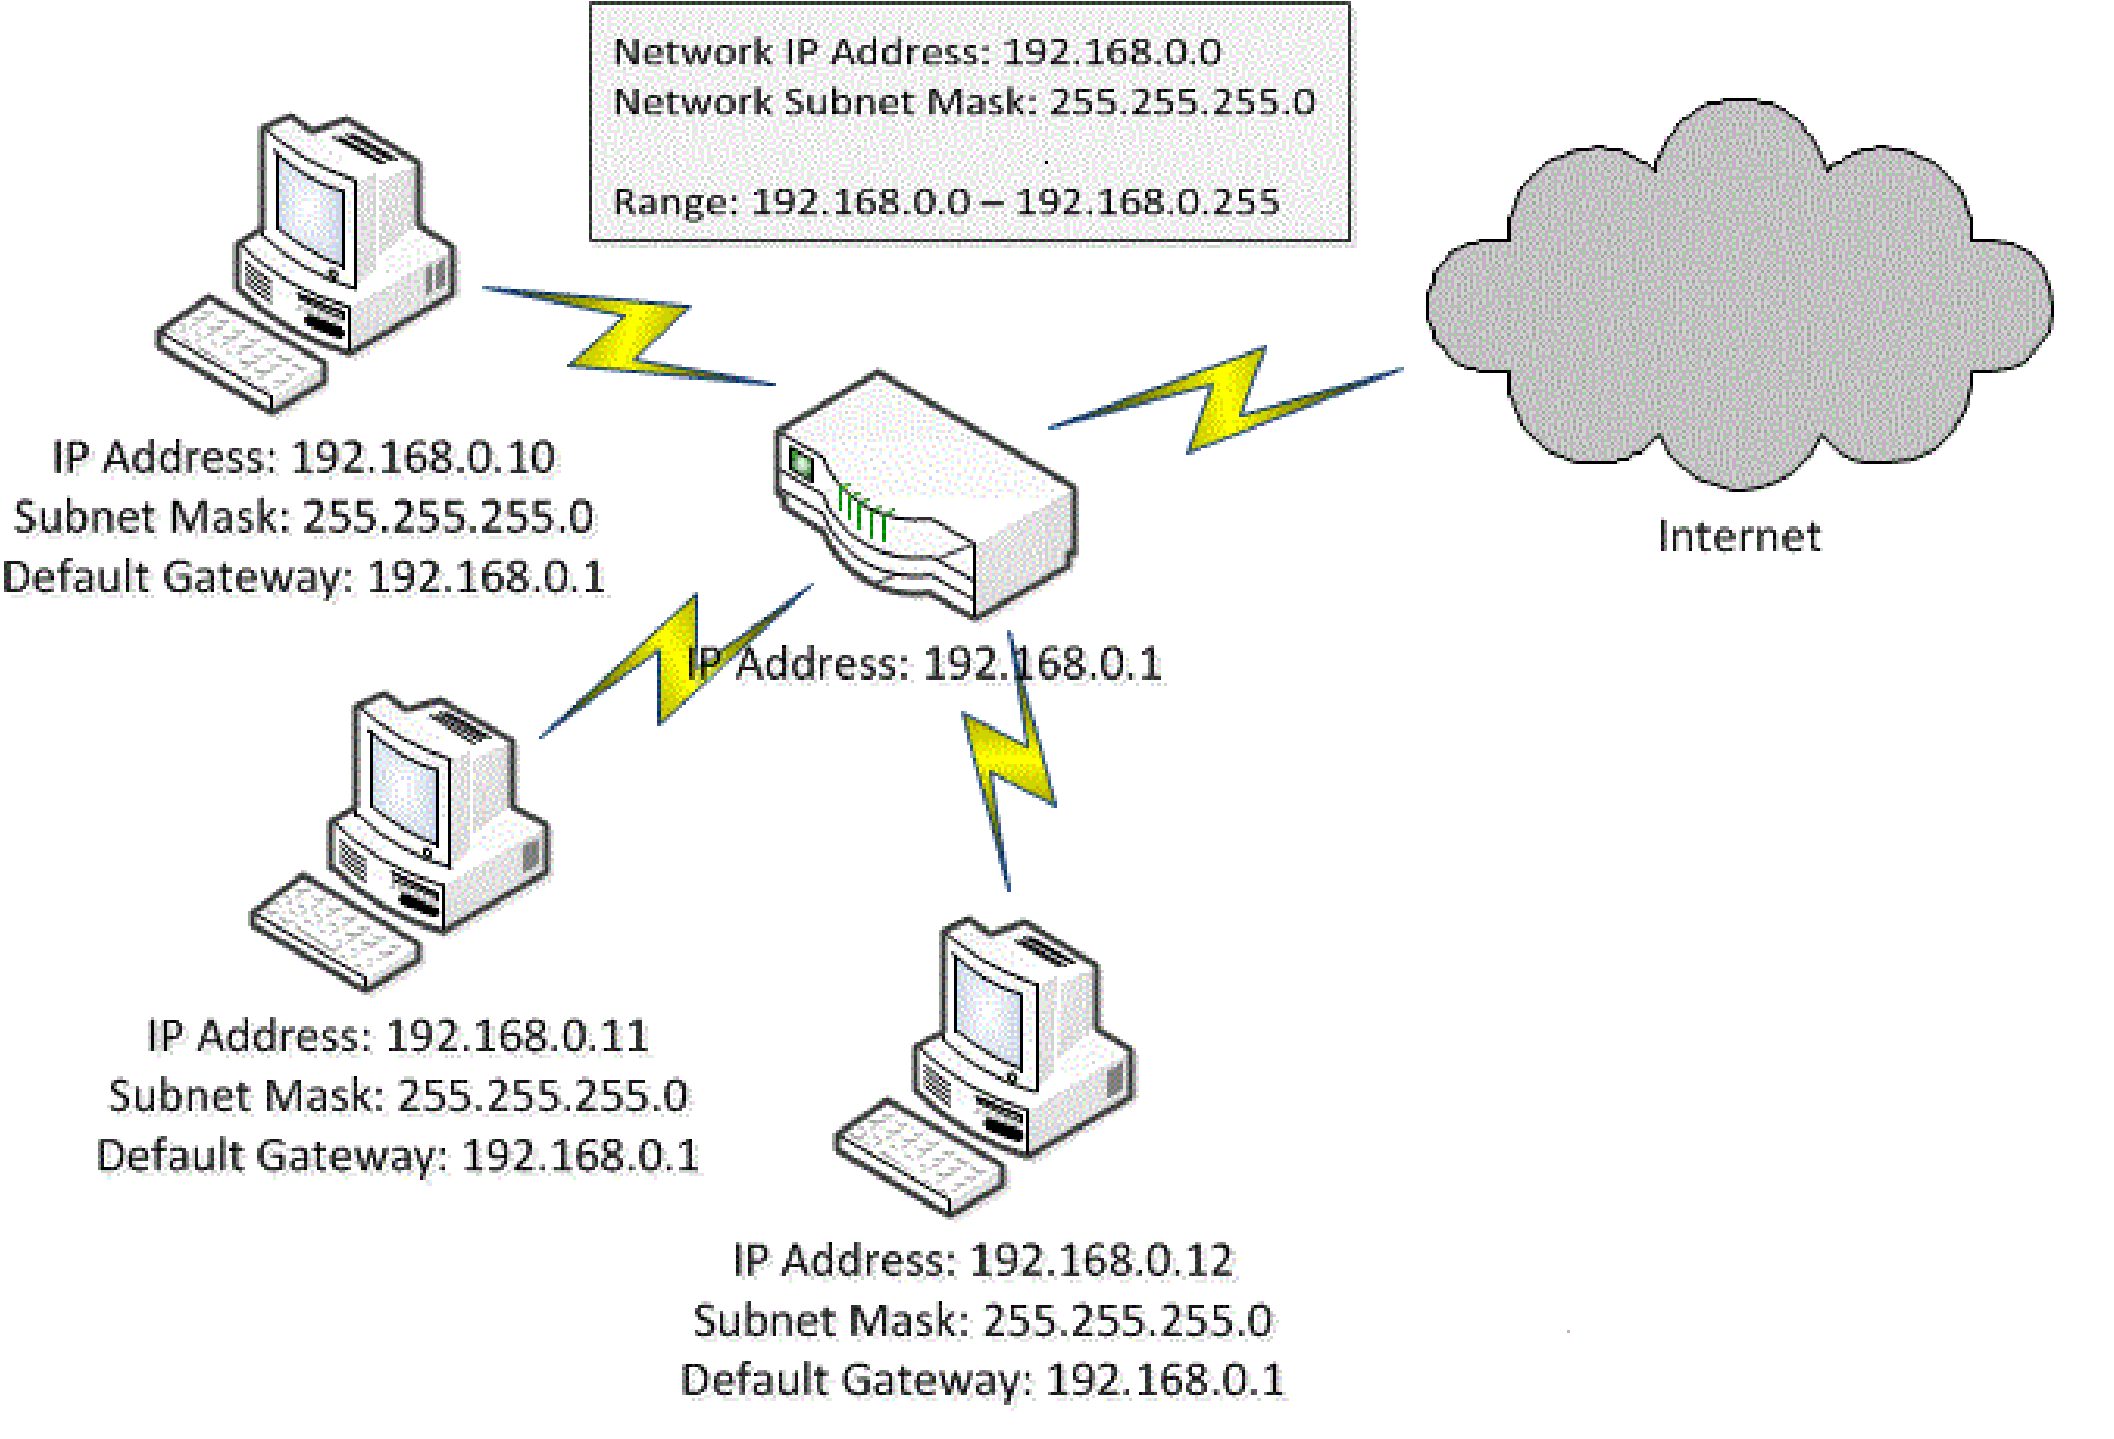 Network IP Address: 192.168.0.0
Network Subnet Mask: 255.255.255.0
Range: 192.168.0.0 – 192.168.0.255
IP Address: 192.168.0.10
Subnet Mask: 255.255.255.0
Default Gateway: 192.168.0.1
Internet
IP Address: 192.168.0.1
IP Address: 192.168.0.11
Subnet Mask: 255.255.255.0
Default Gateway: 192.168.0.1
IP Address: 192.168.0.12
Subnet Mask: 255.255.255.0
Default Gateway: 192.168.0.1